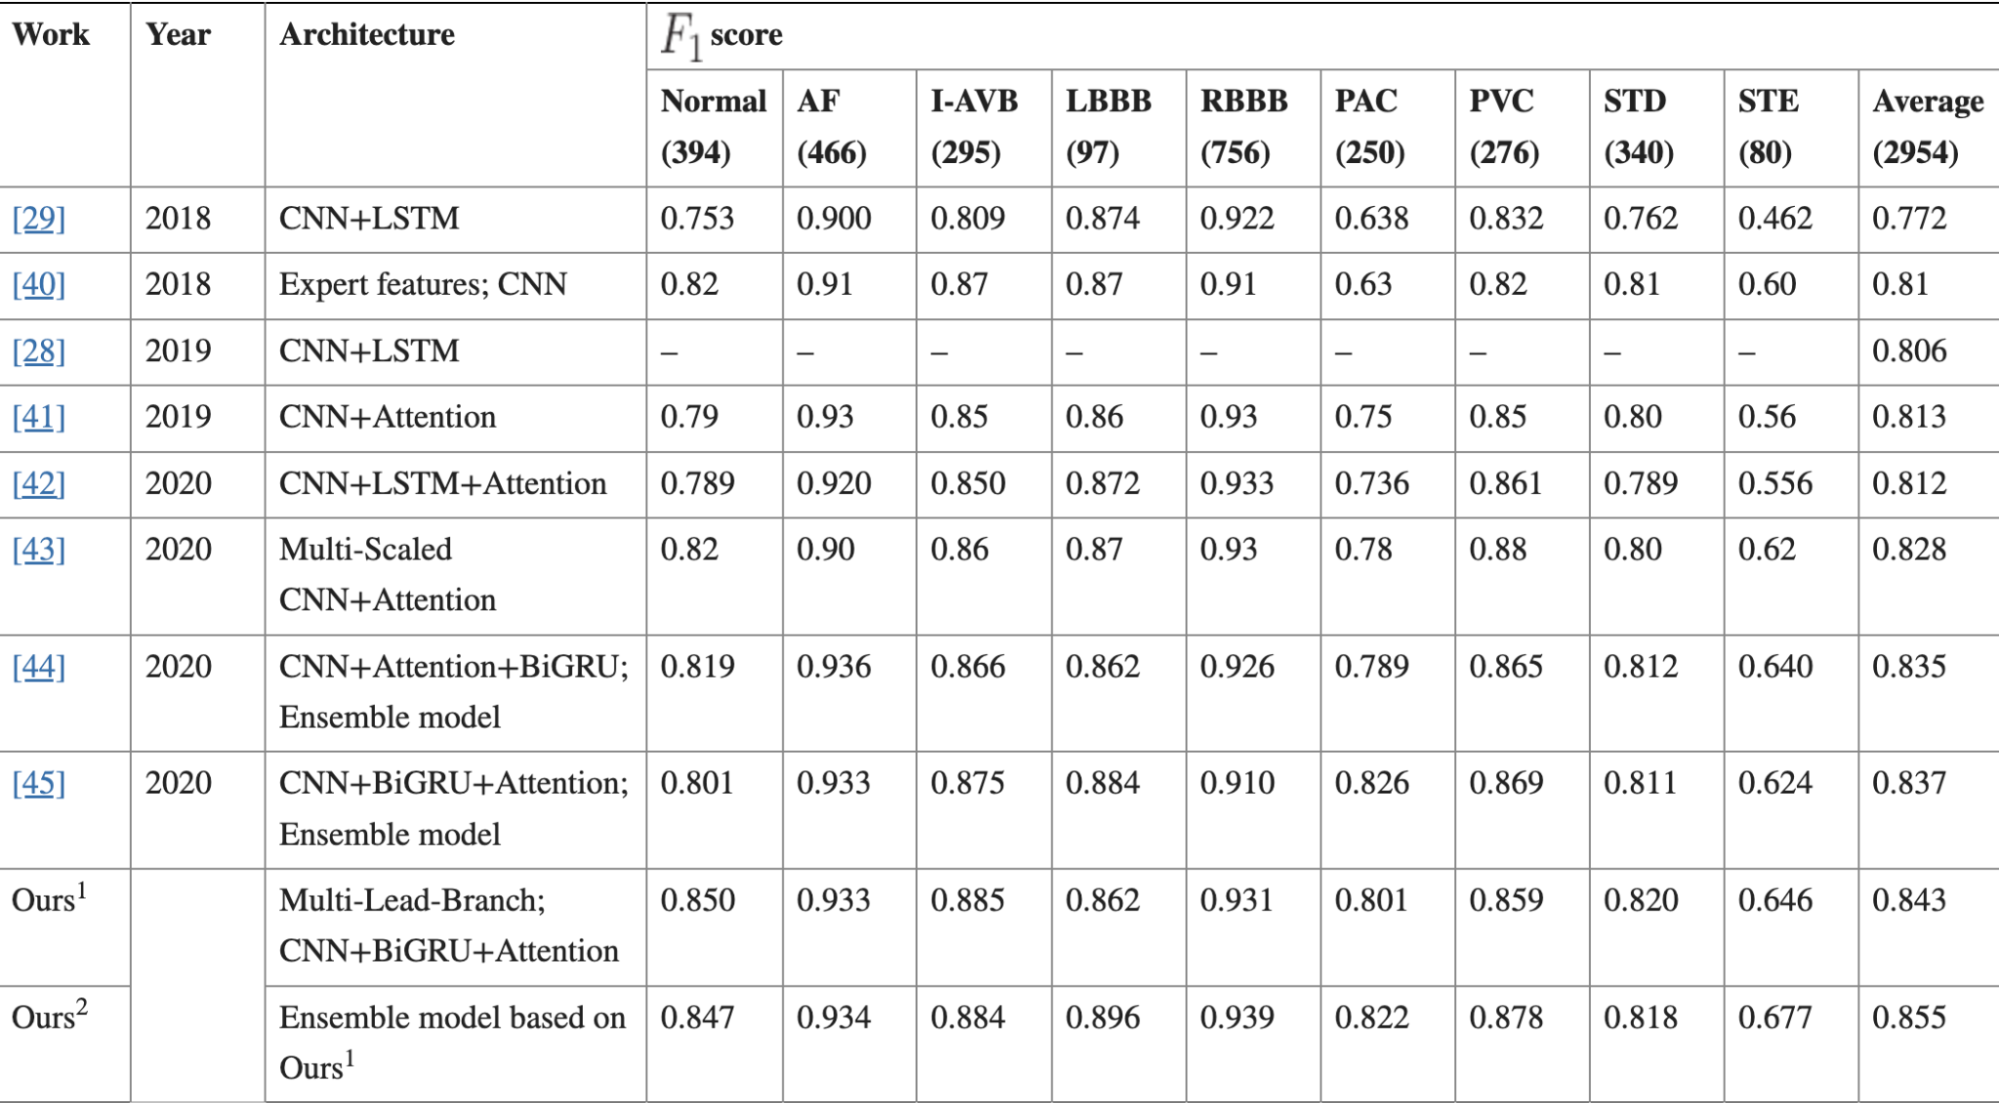 Work Year Architecture F1 score
Normal AF I-AVB LBBB RBBB PAC PVC STD STE Average
(394) (466) (295) (97) (756) (250) (276) (340) (80) (2954)
[29] 2018 CNN+LSTM 0.753 0.900 0.809 0.874 0.922 0.638 0.832 0.762 0.462 0.772
[40] 2018 Expert features; CNN 0.82 0.91 0.87 0.87 0.91 0.63 0.82 0.81 0.60 0.81
[28] 2019 CNN+LSTM – – – – – – – – – 0.806
[41] 2019 CNN+Attention 0.79 0.93 0.85 0.86 0.93 0.75 0.85 0.80 0.56 0.813
[42] 2020 CNN+LSTM+Attention 0.789 0.920 0.850 0.872 0.933 0.736 0.861 0.789 0.556 0.812
[43] 2020 Multi-Scaled 0.82 0.90 0.86 0.87 0.93 0.78 0.88 0.80 0.62 0.828
CNN+Attention
[44] 2020 CNN+Attention+BiGRU; 0.819 0.936 0.866 0.862 0.926 0.789 0.865 0.812 0.640 0.835
Ensemble model
[45] 2020 CNN+BiGRU+Attention; 0.801 0.933 0.875 0.884 0.910 0.826 0.869 0.811 0.624 0.837
Ensemble model
Ours1 Multi-Lead-Branch; 0.850 0.933 0.885 0.862 0.931 0.801 0.859 0.820 0.646 0.843
CNN+BiGRU+Attention
Ours2 Ensemble model based on 0.847 0.934 0.884 0.896 0.939 0.822 0.878 0.818 0.677 0.855
Ours1